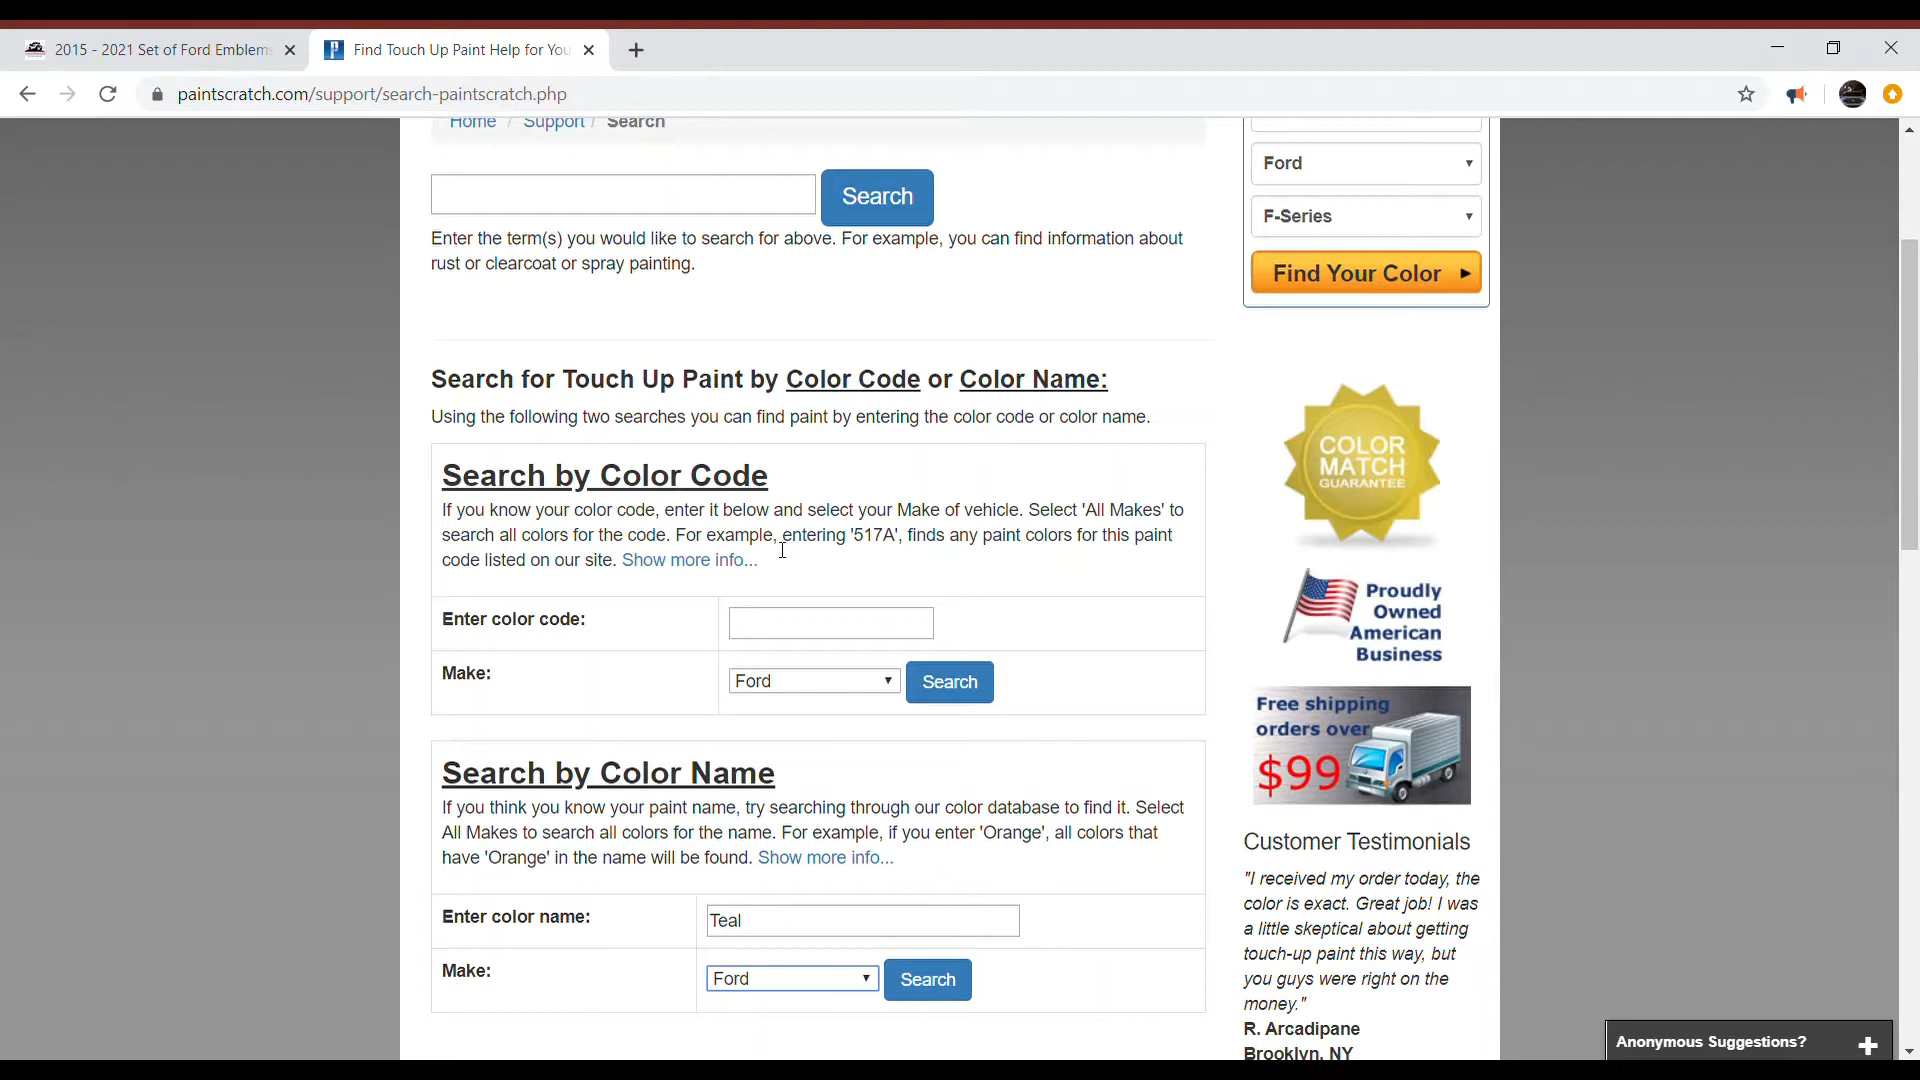 2015 - 2021 Set of Ford Emblems
Find Touch Up Paint Help for You
paintscratch.com/support/search-paintscratch.php
Home / Support / Search
Search
Enter the term(s) you would like to search for above. For example, you can find information about
rust or clearcoat or spray painting.
Search for Touch Up Paint by Color Code or Color Name:
Using the following two searches you can find paint by entering the color code or color name.
Search by Color Code
If you know your color code, enter it below and select your Make of vehicle. Select 'All Makes' to
search all colors for the code. For example, entering '517A', finds any paint colors for this paint
code listed on our site. Show more info...
Enter color code:
Make:
Ford
Search
Search by Color Name
If you think you know your paint name, try searching through our color database to find it. Select
All Makes to search all colors for the name. For example, if you enter 'Orange', all colors that
have 'Orange' in the name will be found. Show more info...
Enter color name:
Teal
Make:
Ford
Search
Ford
F-Series
Find Your Color
COLOR
MATCH
GUARANTEE
Proudly
Owned
American
Business
Free shipping
orders over
$99
Customer Testimonials
"I received my order today, the
color is exact. Great job! I was
a little skeptical about getting
touch-up paint this way, but
you guys were right on the
money."
R. Arcadipane
Brooklyn, NY
Anonymous Suggestions?